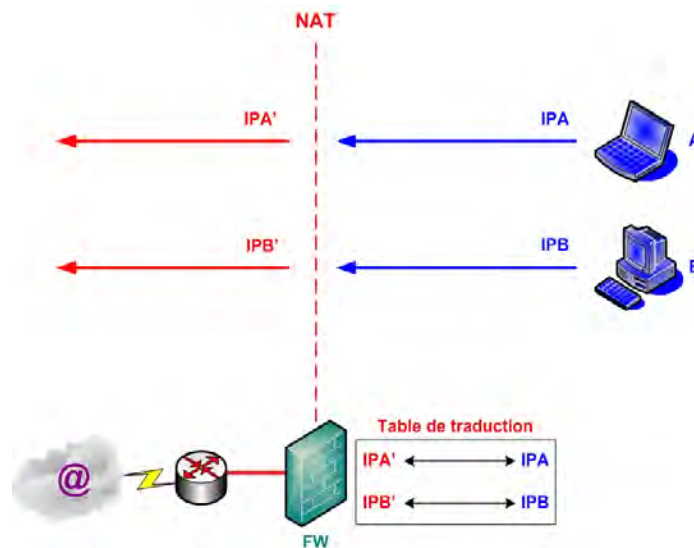 NAT
IPA' IPA
A
IPB' IPB
Table de traduction
IPA' IPA
IPB' IPB
@
FW